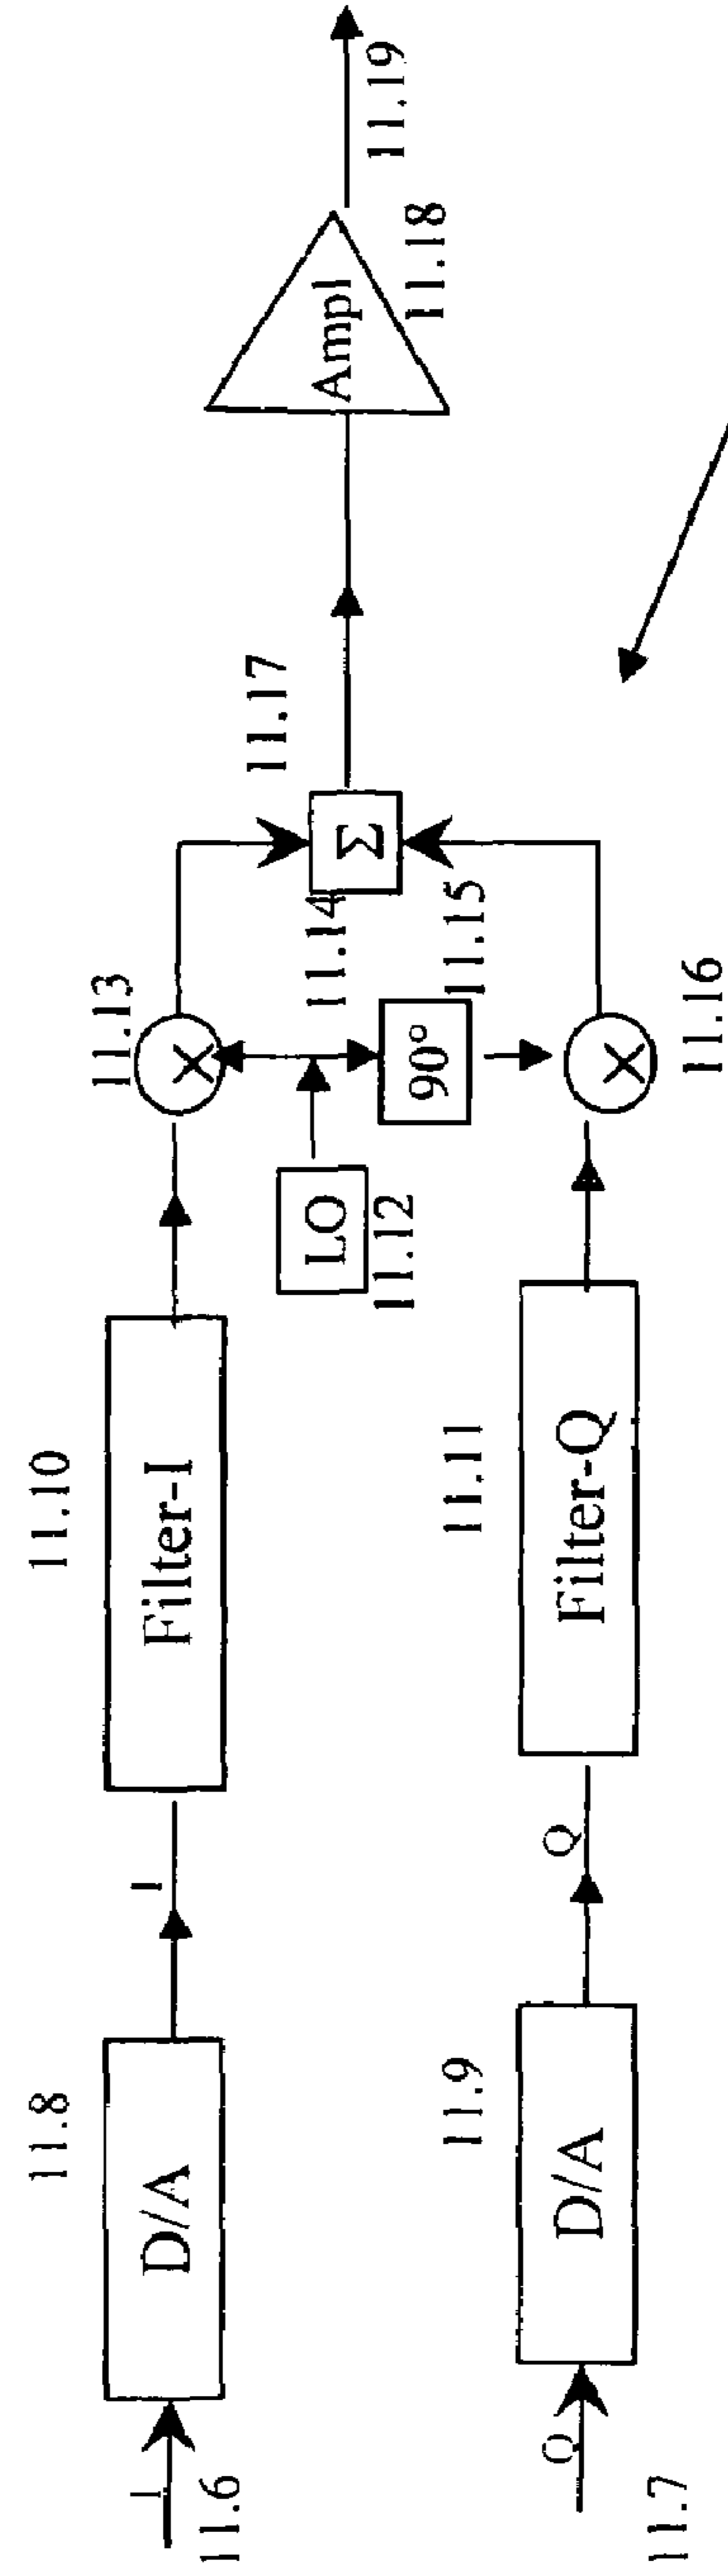 I
11.6
11.8
D/A
I
11.10
Filter-I
11.13
X
LO
11.12
11.14
90°
11.15
11.17
Σ
Ampl
11.18
11.19
Q
11.7
11.9
D/A
Q
11.11
Filter-Q
X
11.16